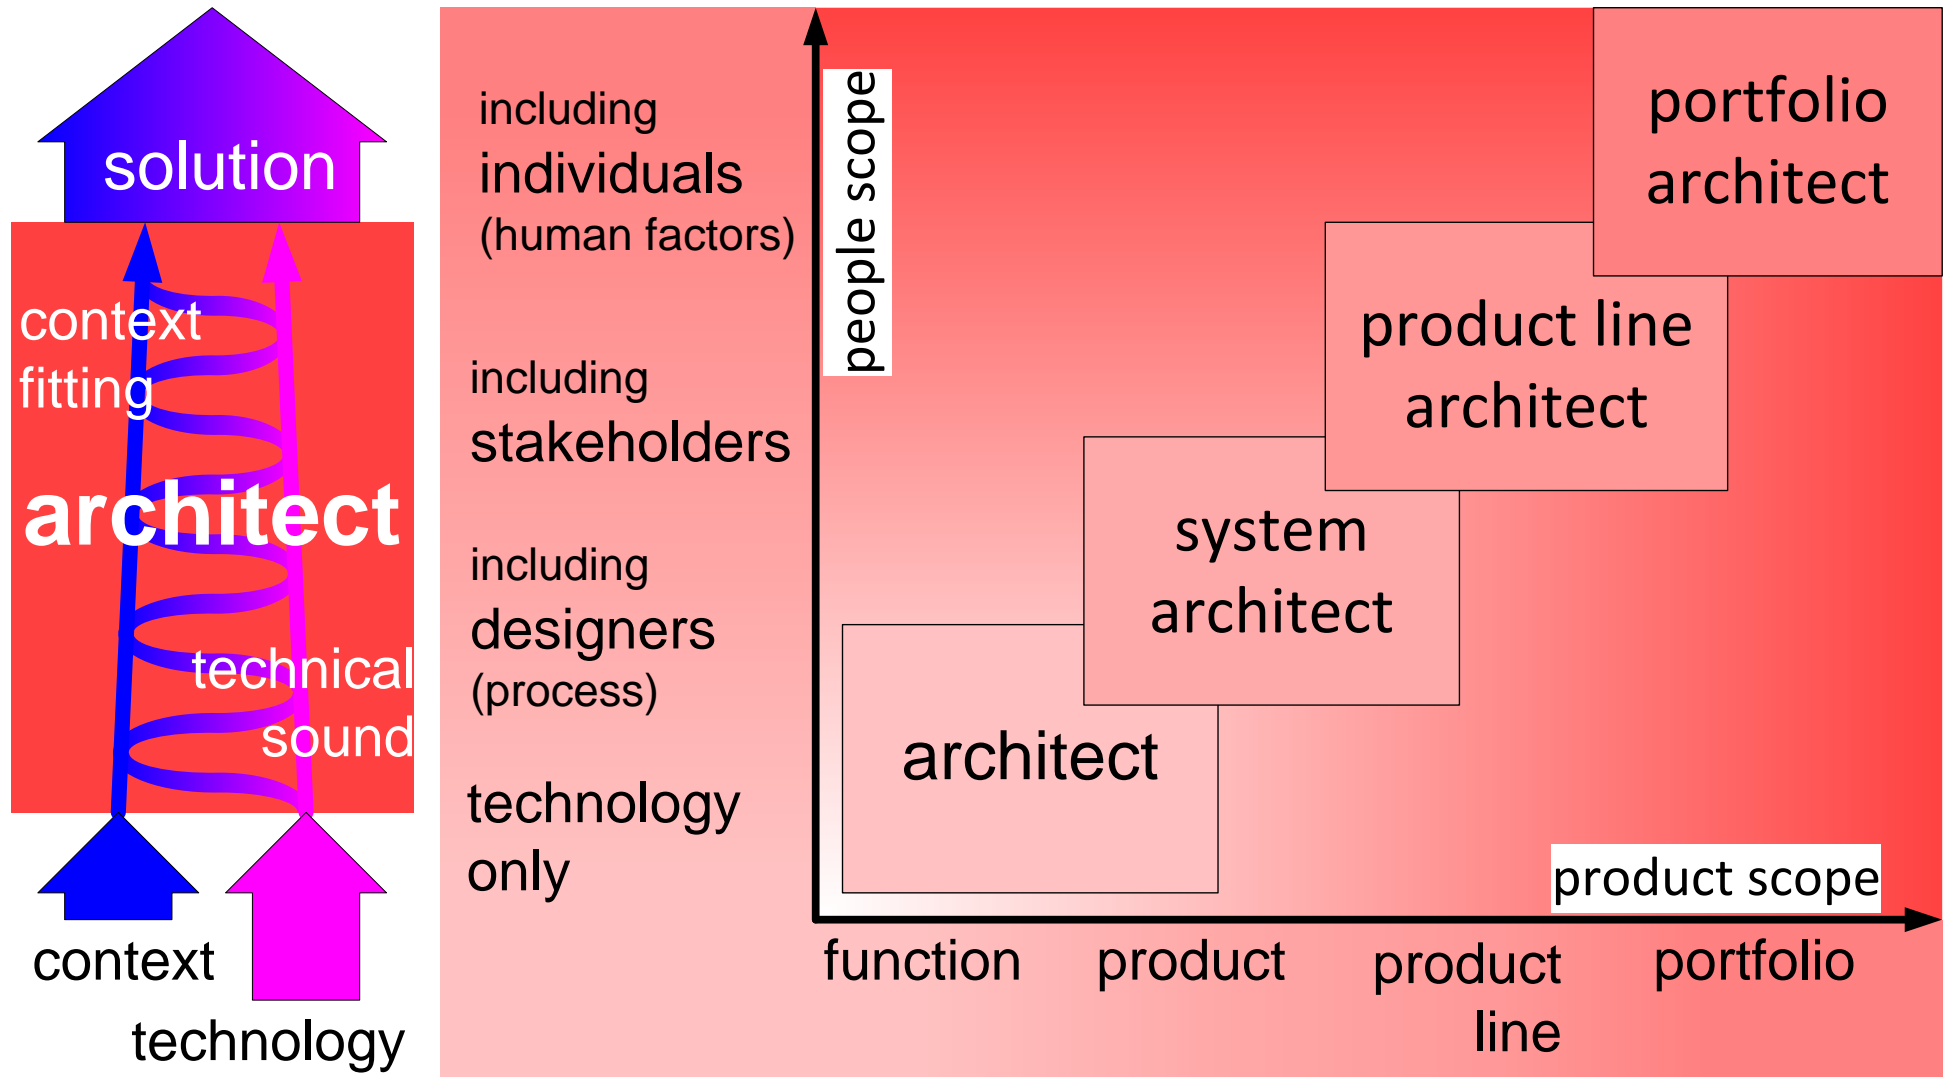 solution
context
fitting
architect
technical
sound
context
technology
including
individuals
(human factors)
including
stakeholders
including
designers
(process)
technology
only
people scope
portfolio
architect
product line
architect
system
architect
architect
product scope
function
product
product
line
portfolio